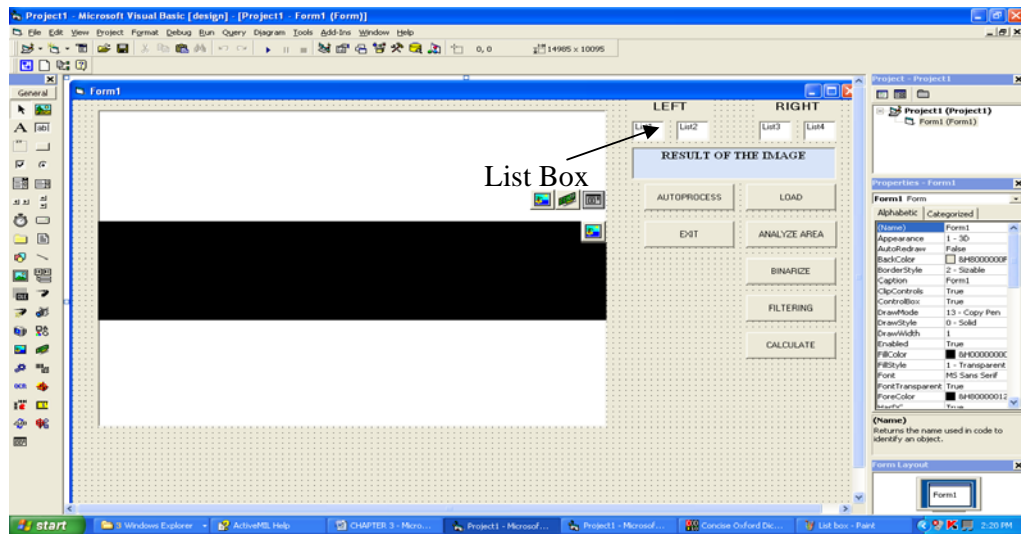 Project1 - Microsoft Visual Basic [design] - [Project1 - Form1 (Form)]
File Edit View Project Format Debug Run Query Diagram Tools Add-Ins Window Help
0, 0 14985 x 10095
General
Form1
LEFT RIGHT
List1 List2 List3 List4
RESULT OF THE IMAGE
List Box
AUTOPROCESS LOAD
EXIT ANALYZE AREA
BINARIZE
FILTERING
CALCULATE
Project - Project1
Project1 (Project1)
Form1 (Form1)
Properties - Form1
Form1 Form
Alphabetic Categorized
(Name) Form1
Appearance 1 - 3D
AutoRedraw False
BackColor &H8000000F
BorderStyle 2 - Sizable
Caption Form1
ClipControls True
ControlBox True
DrawMode 13 - Copy Pen
DrawStyle 0 - Solid
DrawWidth 1
Enabled True
FillColor &H0000000C
FillStyle 1 - Transparent
Font MS Sans Serif
FontTransparent True
ForeColor &H80000012
HasDC True
(Name)
Returns the name used in code to
identify an object.
Form Layout
Form1
start 3 Windows Explorer ActiveMIL Help CHAPTER 3 - Micro... Project1 - Microsof... Project1 - Microsof... Concise Oxford Dic... List box - Paint 2:20 PM